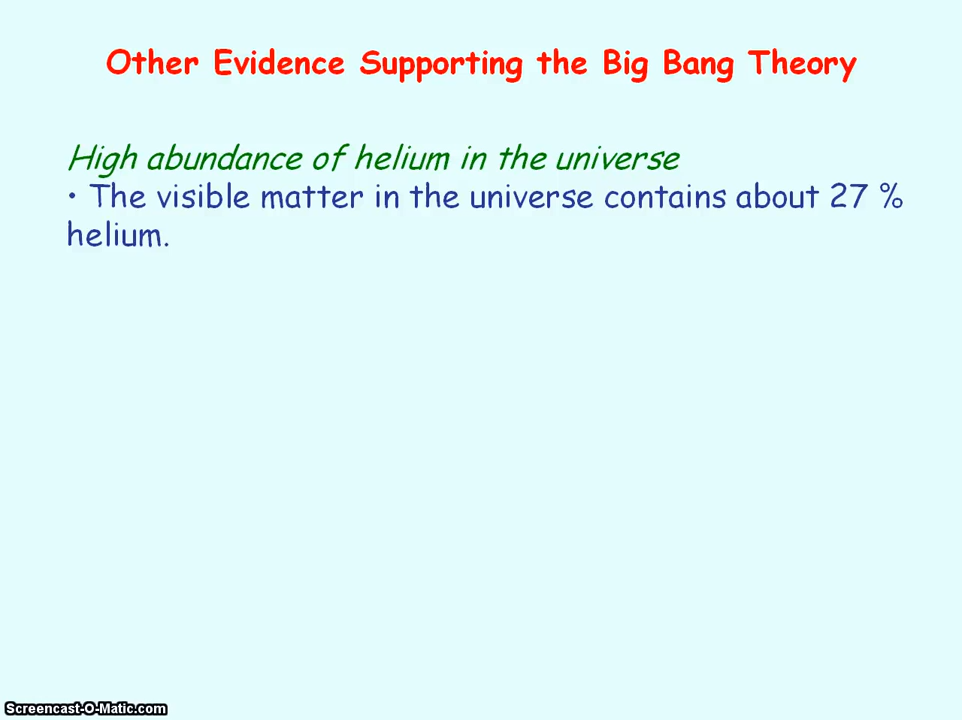 Other Evidence Supporting the Big Bang Theory
High abundance of helium in the universe
• The visible matter in the universe contains about 27 %
helium.
Screencast-O-Matic.com